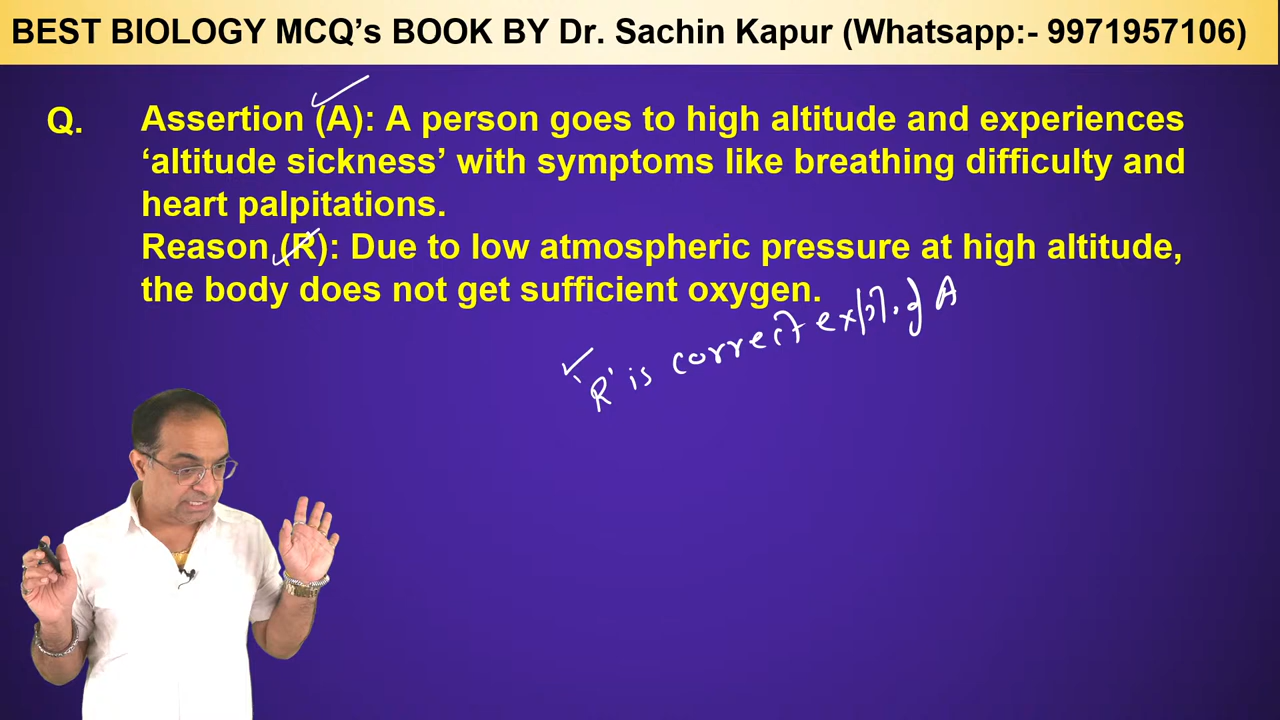 BEST BIOLOGY MCQ's BOOK BY Dr. Sachin Kapur (Whatsapp:- 9971957106)
Q. Assertion (A): A person goes to high altitude and experiences
‘altitude sickness’ with symptoms like breathing difficulty and
heart palpitations.
Reason (R): Due to low atmospheric pressure at high altitude,
the body does not get sufficient oxygen.
'R' is correct expln. of A